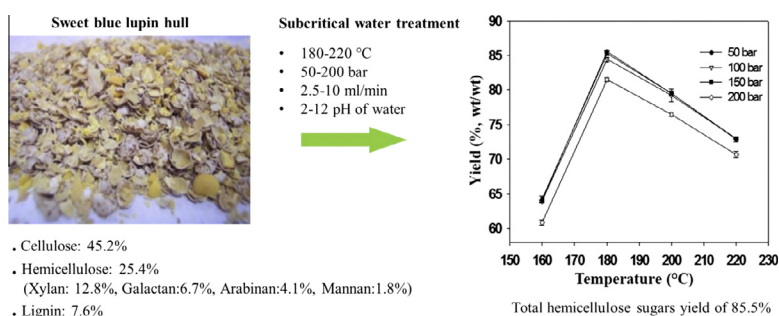 Sweet blue lupin hull
Subcritical water treatment
• 180-220 °C
• 50-200 bar
• 2.5-10 ml/min
• 2-12 pH of water
. Cellulose: 45.2%
. Hemicellulose: 25.4%
(Xylan: 12.8%, Galactan:6.7%, Arabinan:4.1%, Mannan:1.8%)
. Lignin: 7.6%
Yield (%, wt/wt)
90
85
80
75
70
65
60
50 bar
100 bar
150 bar
200 bar
150 160 170 180 190 200 210 220 230
Temperature (°C)
Total hemicellulose sugars yield of 85.5%